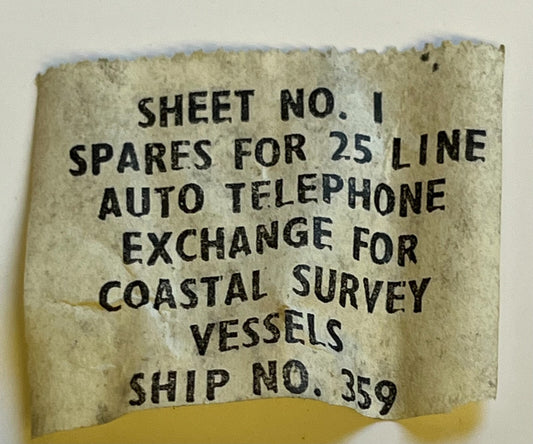 SHEET NO. 1
SPARES FOR 25 LINE
AUTO TELEPHONE
EXCHANGE FOR
COASTAL SURVEY
VESSELS
SHIP NO. 359